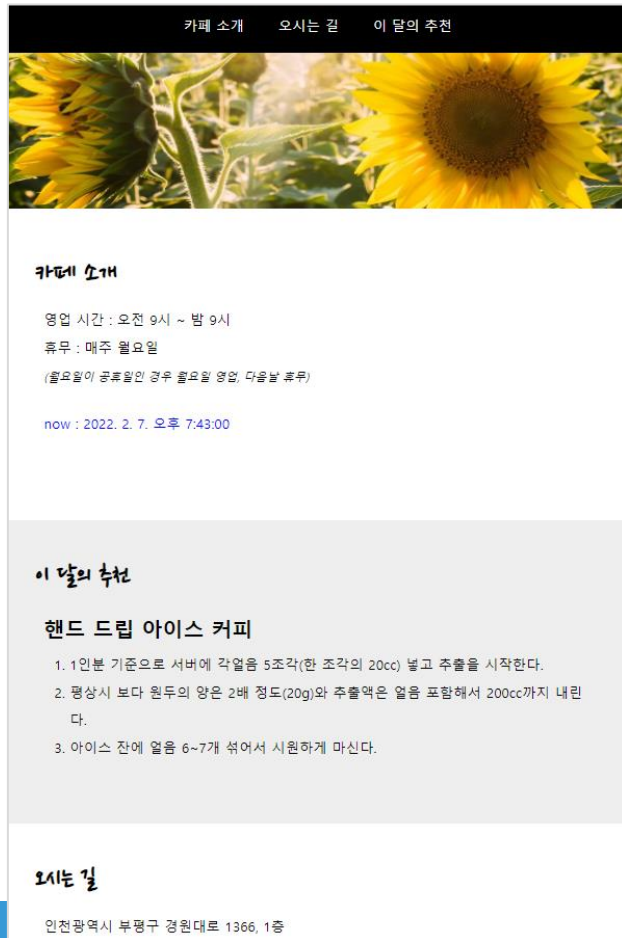 카페 소개 오시는 길 이 달의 추천
카페 소개
영업 시간 : 오전 9시 ~ 밤 9시
휴무 : 매주 월요일
(월요일이 공휴일인 경우 월요일 영업, 다음날 휴무)
now : 2022. 2. 7. 오후 7:43:00
이 달의 추천
핸드 드립 아이스 커피
1. 1인분 기준으로 서버에 각얼음 5조각(한 조각의 20cc) 넣고 추출을 시작한다.
2. 평상시 보다 원두의 양은 2배 정도(20g)와 추출액은 얼음 포함해서 200cc까지 내린
다.
3. 아이스 잔에 얼음 6~7개 섞어서 시원하게 마신다.
오시는 길
인천광역시 부평구 경원대로 1366, 1층